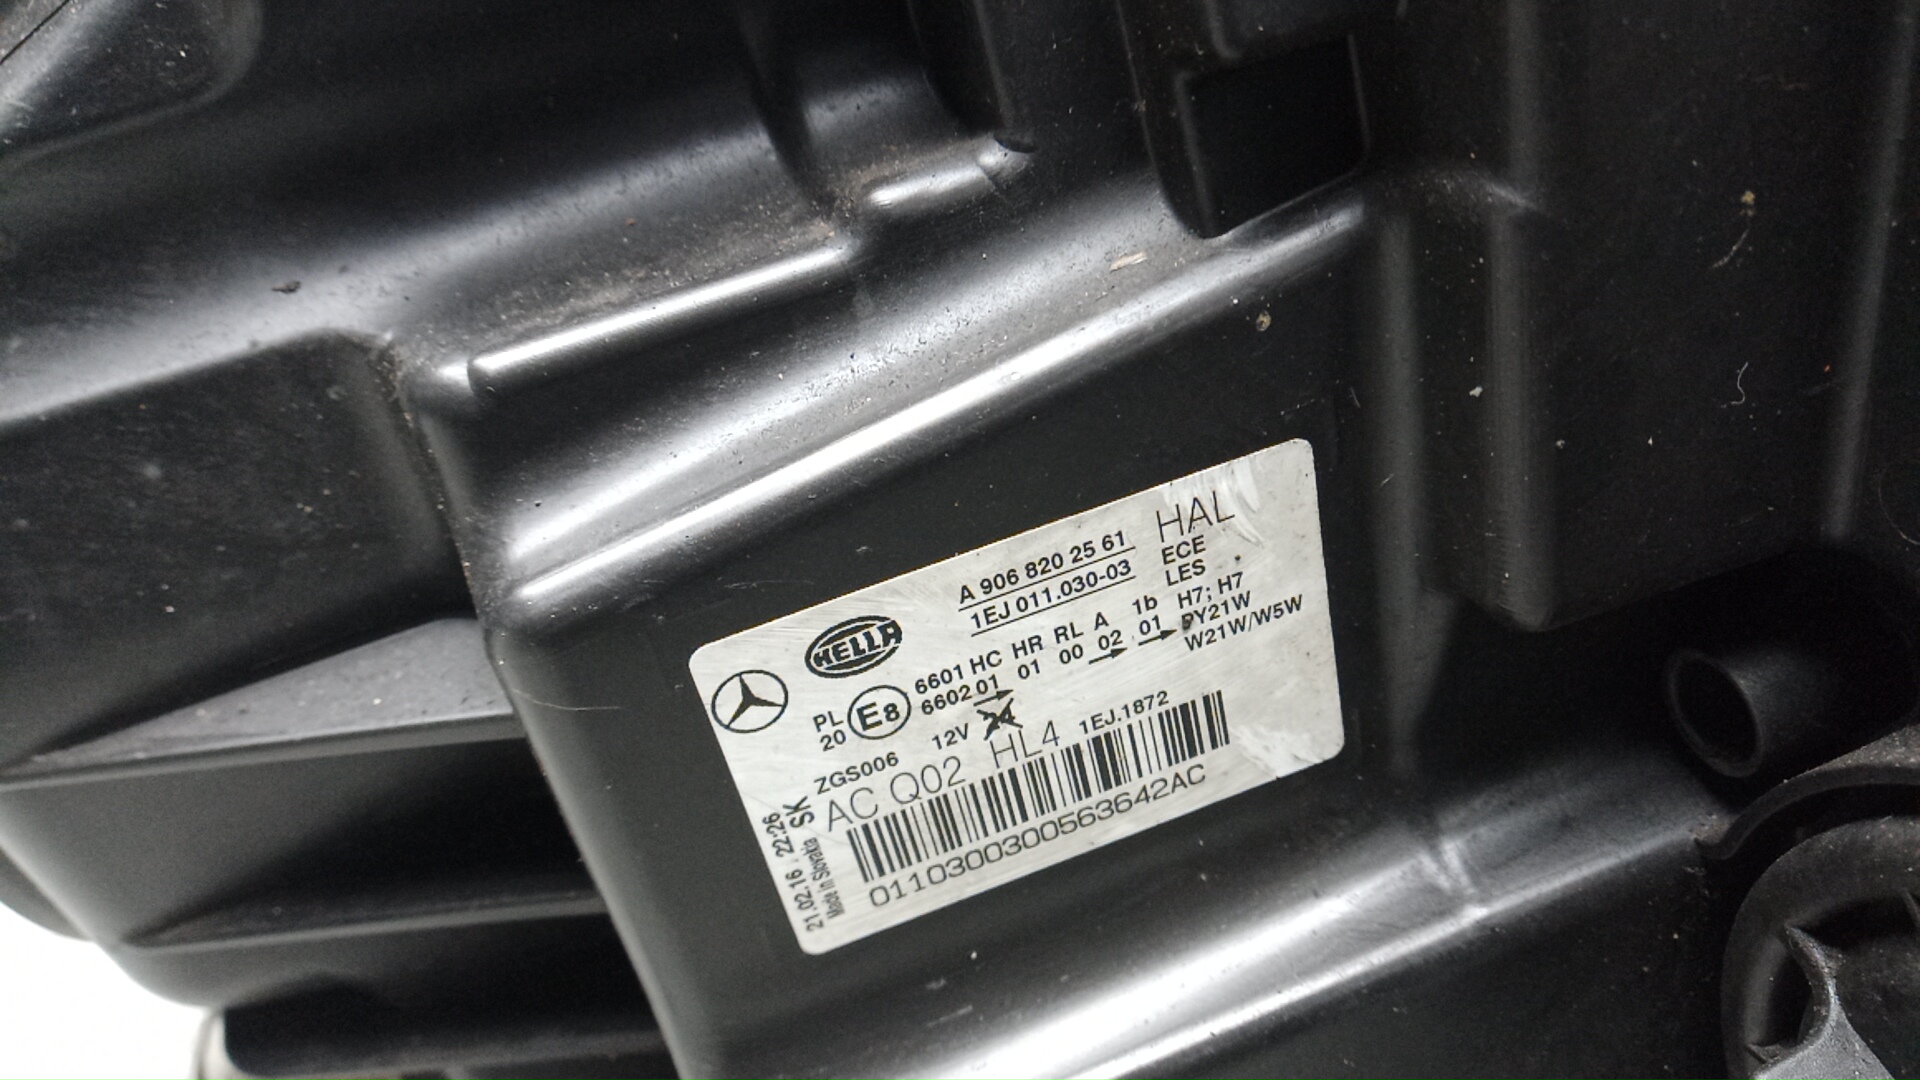 A 906 820 25 61 HAL
1EJ 011.030-03 ECE
LES
HELLA
6601 HC HR RL A 1b H7; H7
6602 01 01 00 02 01 PY21W
W21W/W5W
PL
20
E8
ZGS006 12V 24 1EJ.1872
AC Q02 HL4
SK
0110300300563642AC
21.02.16 . 22:26
Made in Slovakia